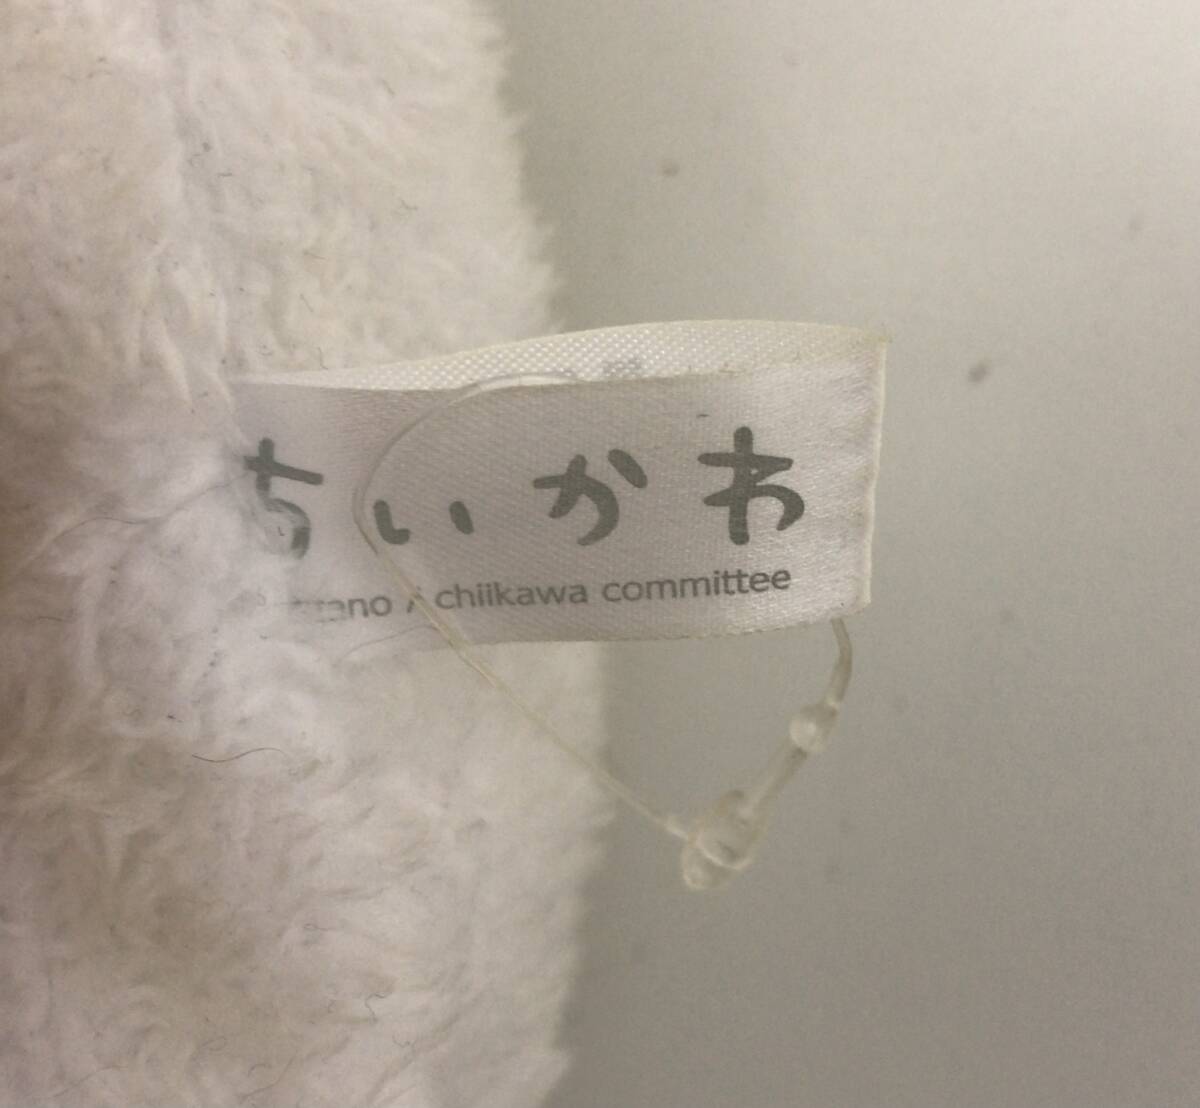 ちいかわ
chiikawa committee